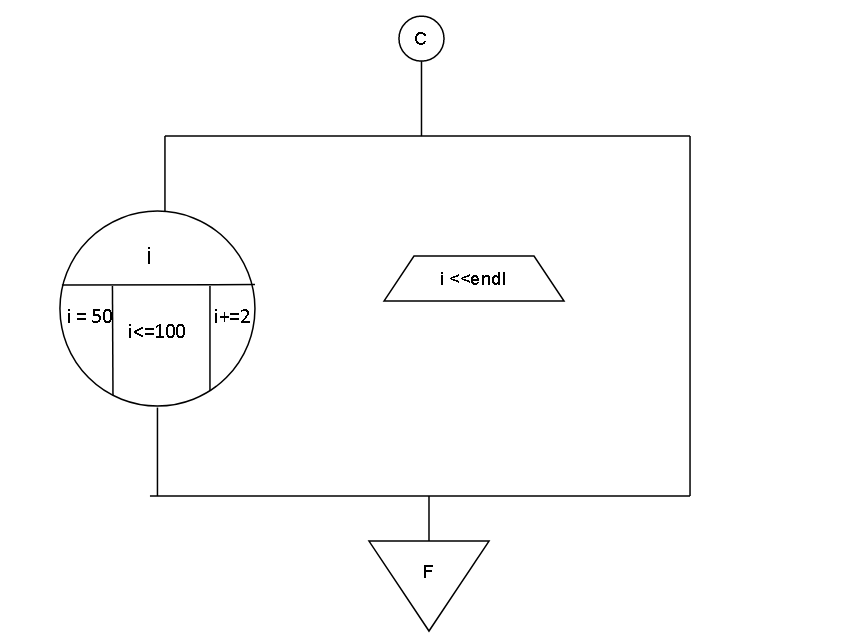 C
i
i = 50
i<=100
i+=2
i <<endl
F